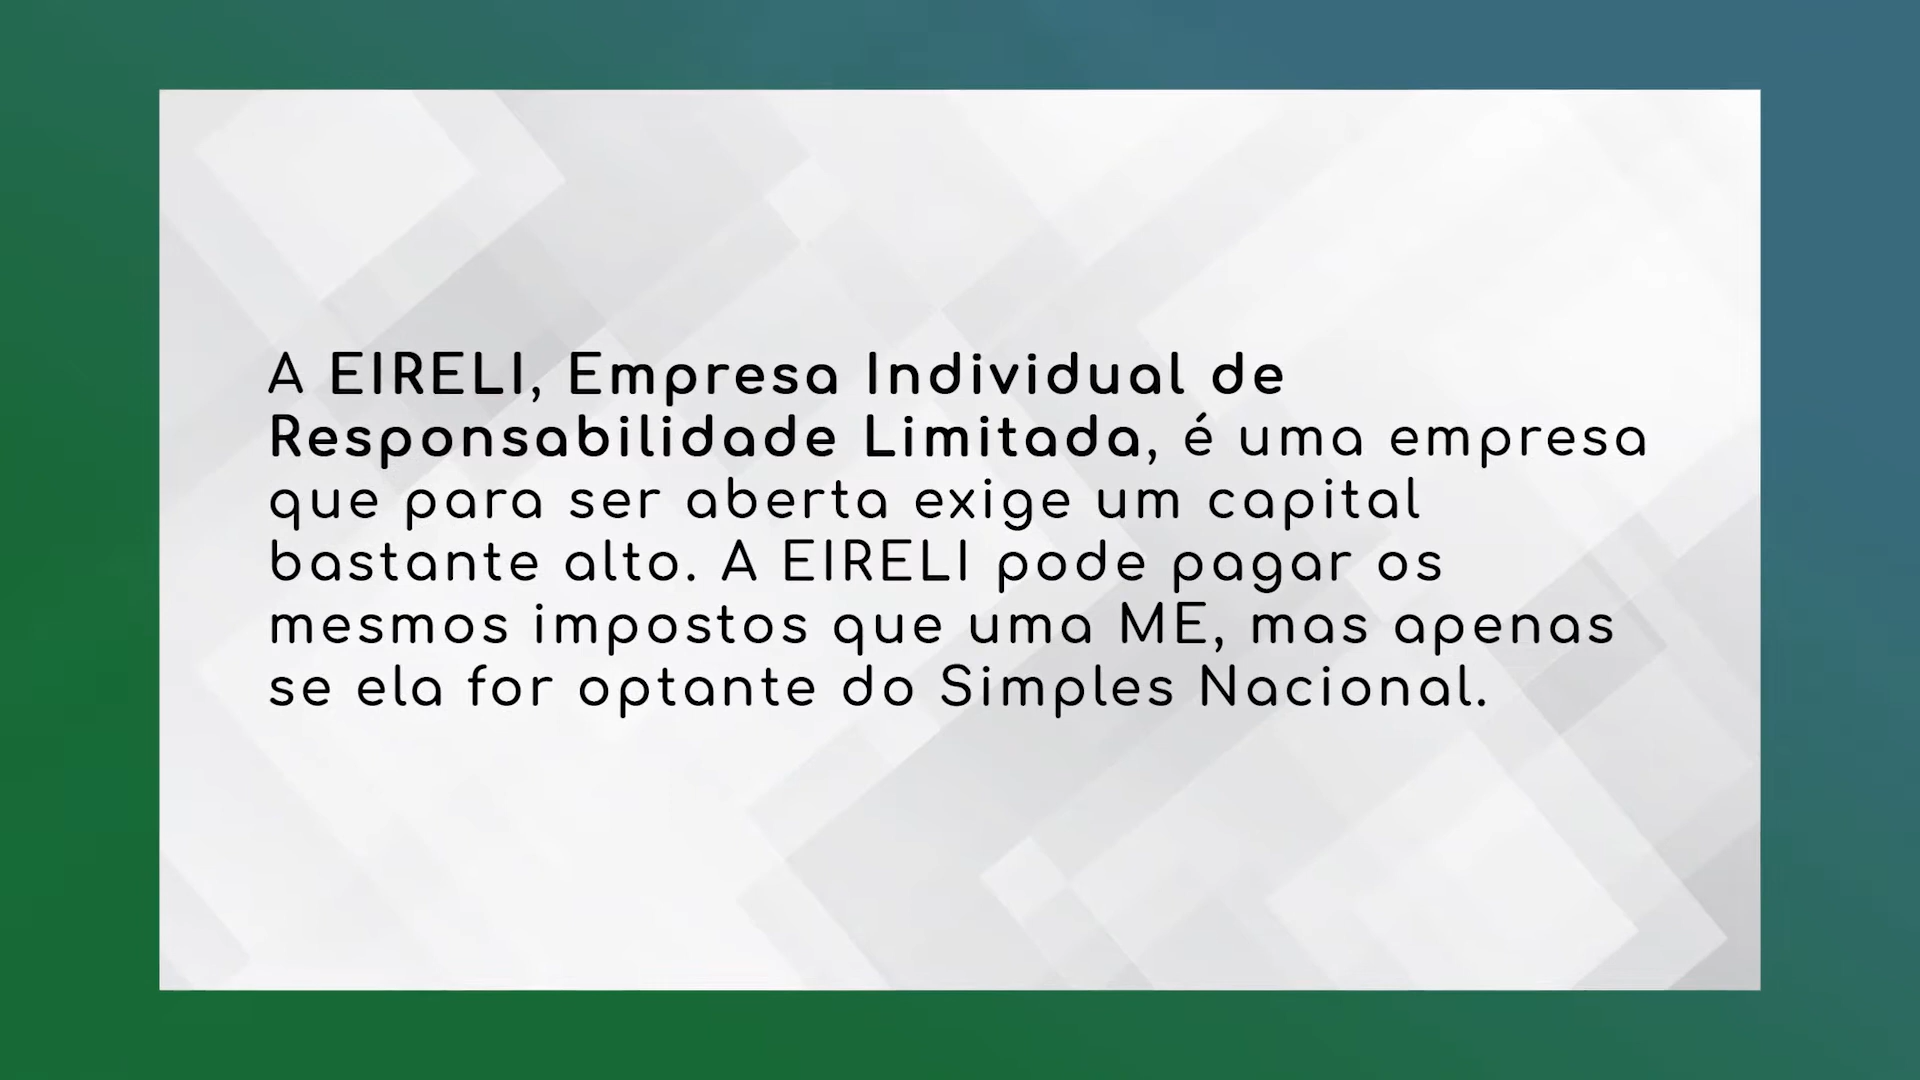 A EIRELI, Empresa Individual de
Responsabilidade Limitada, é uma empresa
que para ser aberta exige um capital
bastante alto. A EIRELI pode pagar os
mesmos impostos que uma ME, mas apenas
se ela for optante do Simples Nacional.